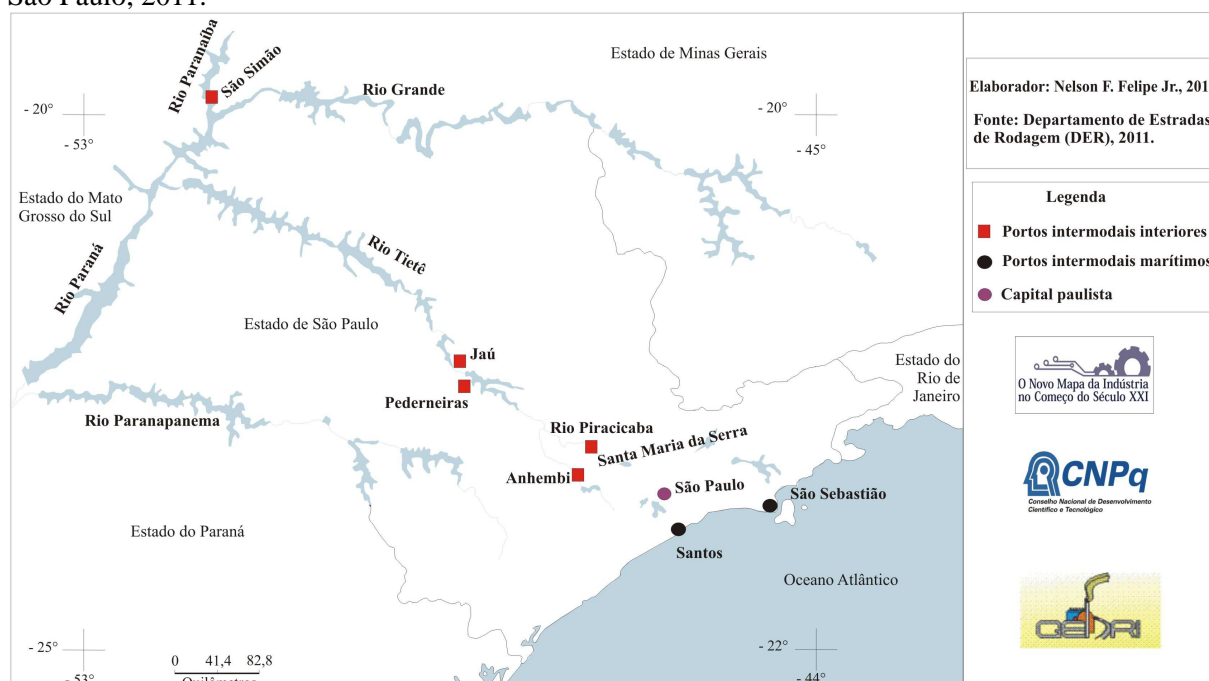 São Paulo, 2011.
Rio Paranaíba
São Simão
Rio Grande
Estado de Minas Gerais
- 20°
- 53°
- 20°
- 45°
Estado do Mato
Grosso do Sul
Rio Paraná
Rio Tietê
Estado de São Paulo
Jaú
Pederneiras
Estado do
Rio de
Janeiro
Rio Paranapanema
Rio Piracicaba
Santa Maria da Serra
Anhembi
São Paulo
São Sebastião
Santos
Estado do Paraná
Oceano Atlântico
- 25°
- 53°
0 41,4 82,8
Quilômetros
- 22°
- 44°
Elaborador: Nelson F. Felipe Jr., 201
Fonte: Departamento de Estradas
de Rodagem (DER), 2011.
Legenda
Portos intermodais interiores
Portos intermodais marítimos
Capital paulista
O Novo Mapa da Indústria
no Começo do Século XXI
CNPq
Conselho Nacional de Desenvolvimento
Científico e Tecnológico